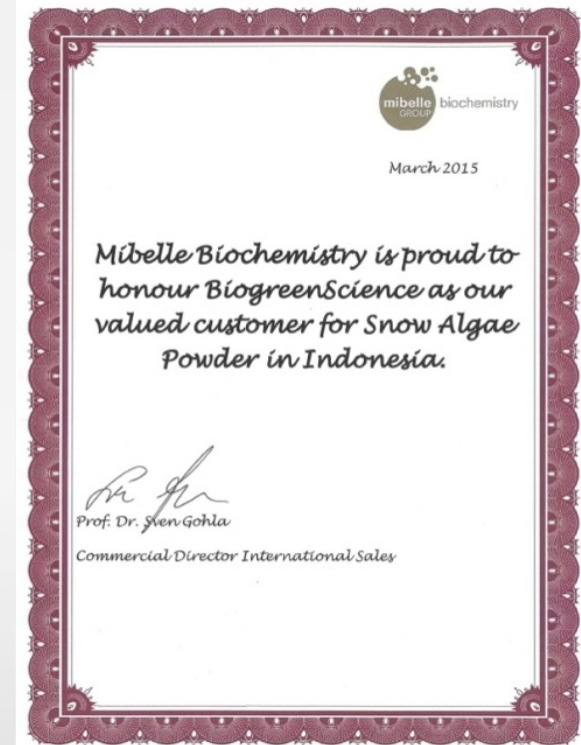 mibelle biochemistry
GROUP
March 2015
Mibelle Biochemistry is proud to
honour BiogreenScience as our
valued customer for Snow Algae
Powder in Indonesia.
Prof. Dr. Sven Gohla
Commercial Director International Sales